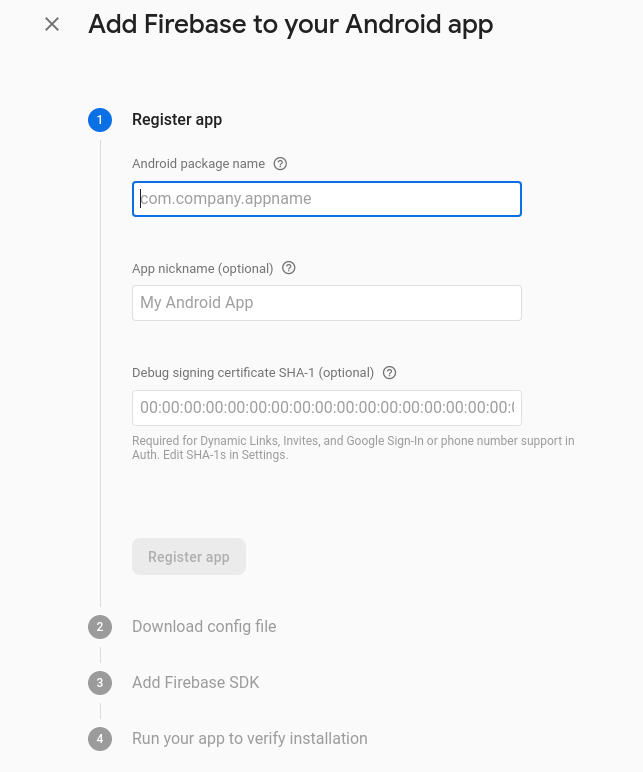 Add Firebase to your Android app
1 Register app
Android package name
com.company.appname
App nickname (optional)
My Android App
Debug signing certificate SHA-1 (optional)
00:00:00:00:00:00:00:00:00:00:00:00:00:00:00:00:00:
Required for Dynamic Links, Invites, and Google Sign-In or phone number support in
Auth. Edit SHA-1s in Settings.
Register app
2 Download config file
3 Add Firebase SDK
4 Run your app to verify installation